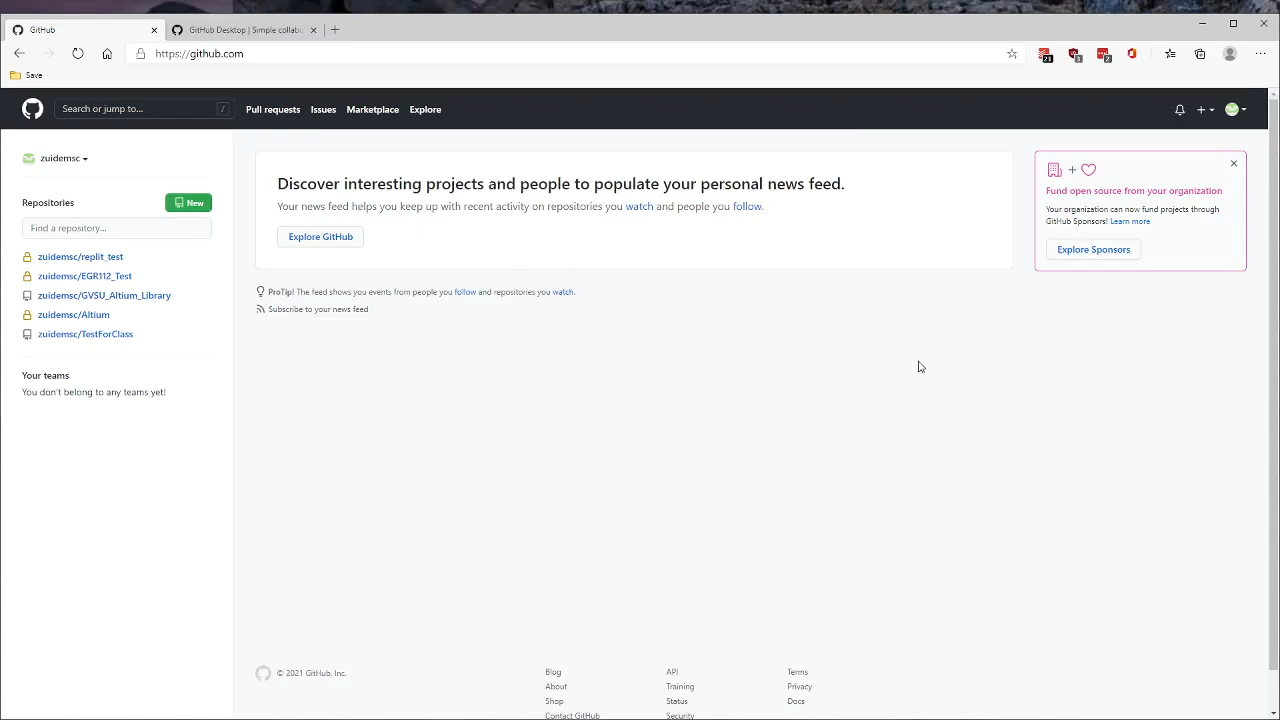 GitHub
GitHub Desktop | Simple collabo
https://github.com
21
1
2
Save
Search or jump to...
/
Pull requests
Issues
Marketplace
Explore
zuidemsc
Repositories
New
Find a repository...
zuidemsc/replit_test
zuidemsc/EGR112_Test
zuidemsc/GVSU_Altium_Library
zuidemsc/Altium
zuidemsc/TestForClass
Your teams
You don't belong to any teams yet!
Discover interesting projects and people to populate your personal news feed.
Your news feed helps you keep up with recent activity on repositories you watch and people you follow.
Explore GitHub
ProTip! The feed shows you events from people you follow and repositories you watch.
Subscribe to your news feed
Fund open source from your organization
Your organization can now fund projects through
GitHub Sponsors! Learn more
Explore Sponsors
© 2021 GitHub, Inc.
Blog
About
Shop
Contact GitHub
API
Training
Status
Security
Terms
Privacy
Docs